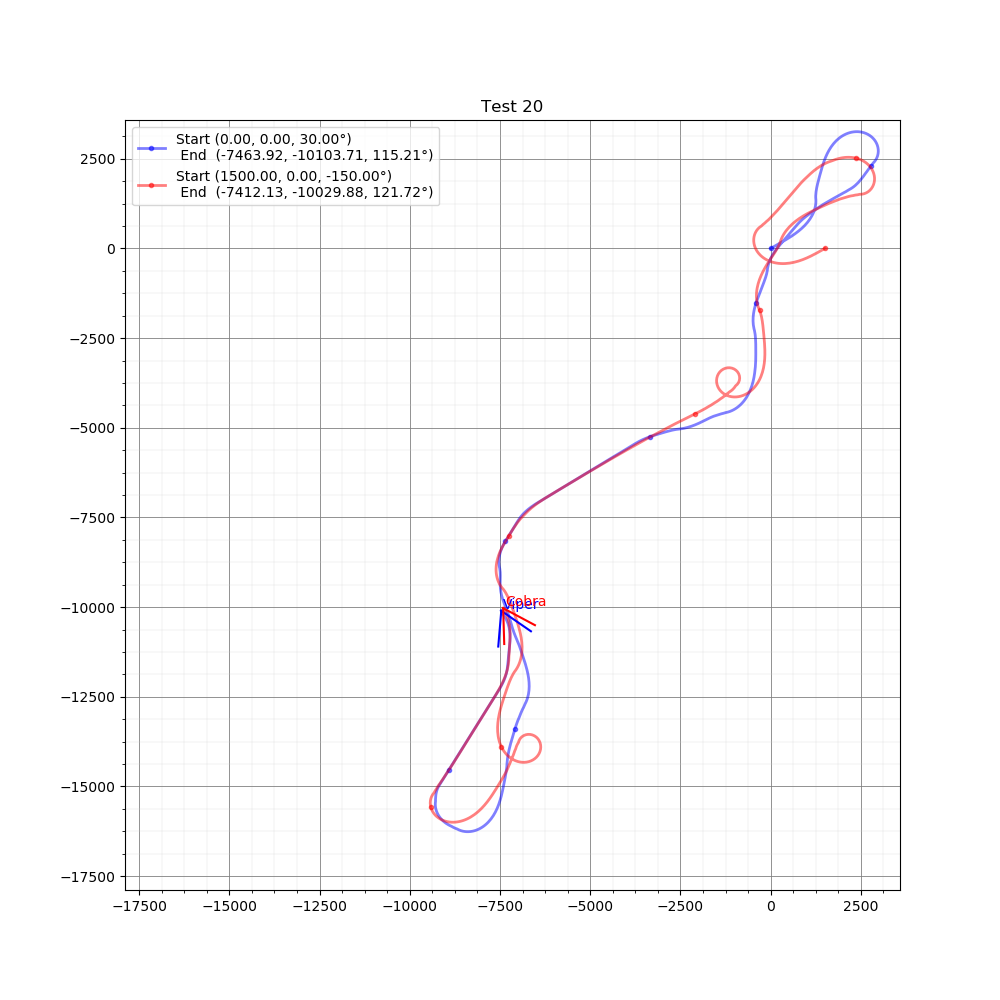 Test 20
Start (0.00, 0.00, 30.00°)
End (-7463.92, -10103.71, 115.21°)
Start (1500.00, 0.00, -150.00°)
End (-7412.13, -10029.88, 121.72°)
2500
0
−2500
−5000
−7500
−10000
−12500
−15000
−17500
Cobra
Viper
−17500 −15000 −12500 −10000 −7500 −5000 −2500 0 2500